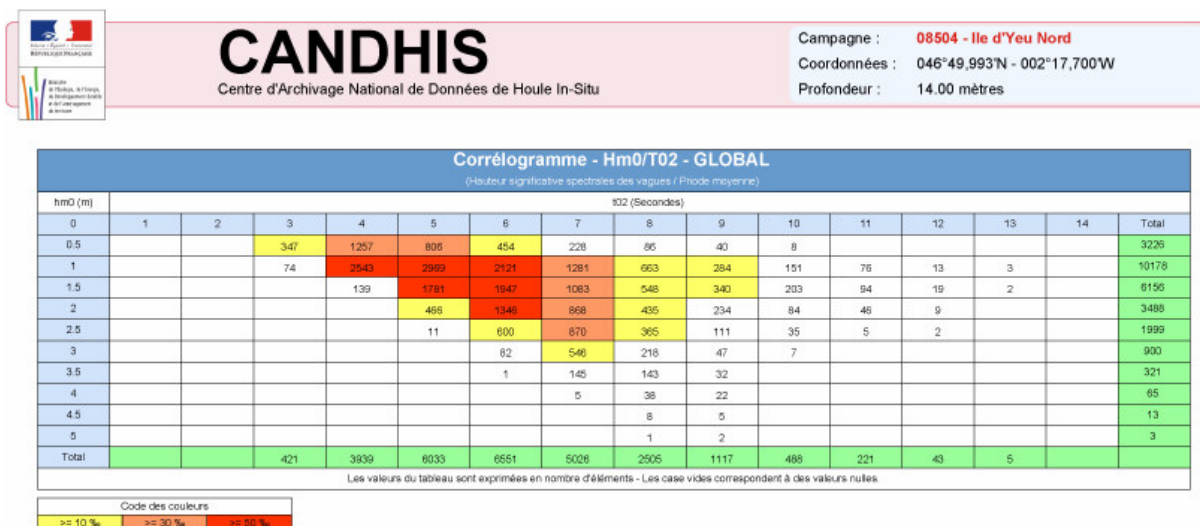 RÉPUBLIQUE FRANÇAISE
CANDHIS
Centre d'Archivage National de Données de Houle In-Situ
Campagne : 08504 - Ile d'Yeu Nord
Coordonnées : 046°49,993'N - 002°17,700'W
Profondeur : 14.00 mètres
Corrélogramme - Hm0/T02 - GLOBAL
(Hauteur significative spectrales des vagues / Priode moyenne)
hm0 (m) t02 (Secondes)
0 1 2 3 4 5 6 7 8 9 10 11 12 13 14 Total
0.5 347 1257 806 454 228 86 40 8 3226
1 74 2543 2969 2121 1281 663 284 151 76 13 3 10178
1.5 139 1781 1947 1083 548 340 203 94 19 2 6156
2 466 1346 868 435 234 84 46 9 3488
2.5 11 600 870 365 111 35 5 2 1999
3 82 546 218 47 7 900
3.5 1 145 143 32 321
4 5 38 22 65
4.5 8 5 13
5 1 2 3
Total 421 3939 6033 6551 5026 2505 1117 488 221 43 5
Les valeurs du tableau sont exprimées en nombre d'éléments - Les case vides correspondent à des valeurs nulles.
Code des couleurs
>= 10 ‰ >= 30 ‰ >= 50 ‰